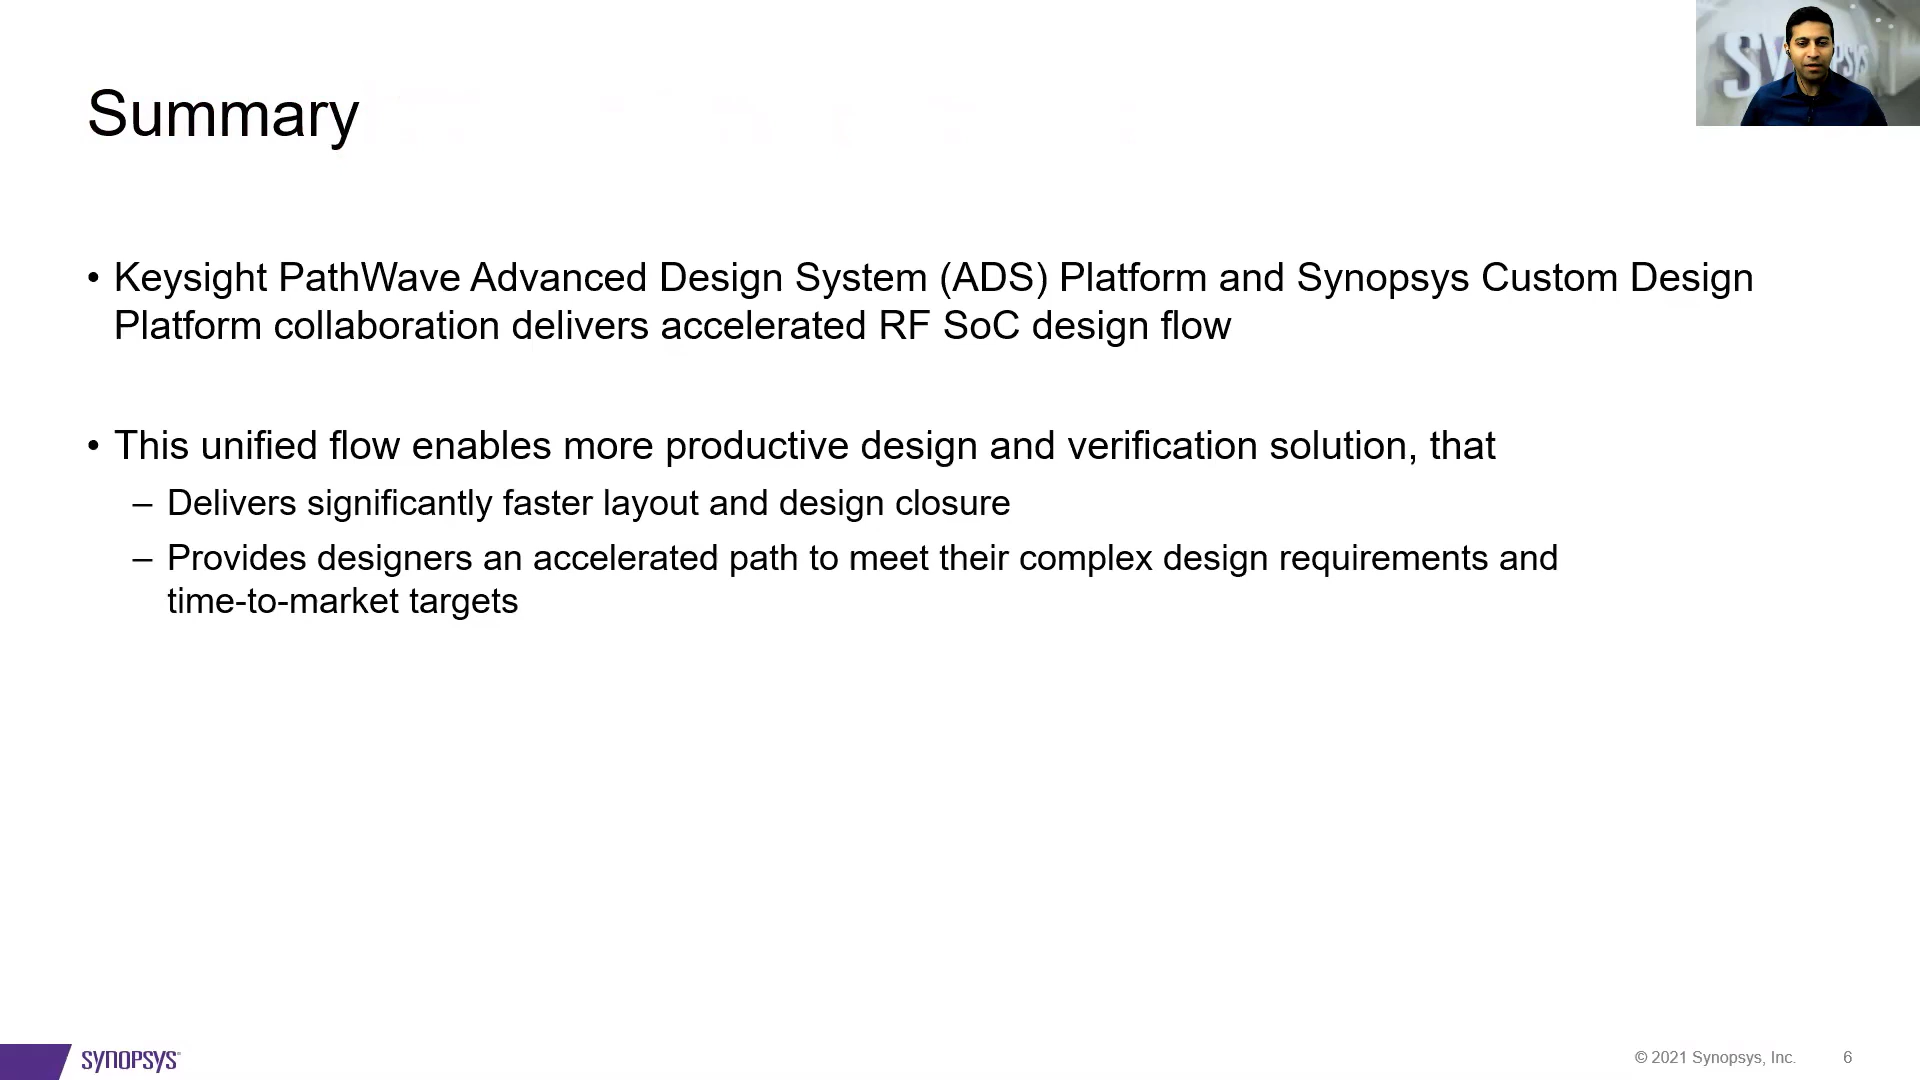 Summary
• Keysight PathWave Advanced Design System (ADS) Platform and Synopsys Custom Design
Platform collaboration delivers accelerated RF SoC design flow
• This unified flow enables more productive design and verification solution, that
– Delivers significantly faster layout and design closure
– Provides designers an accelerated path to meet their complex design requirements and
time-to-market targets
SYNOPSYS®
© 2021 Synopsys, Inc.
6